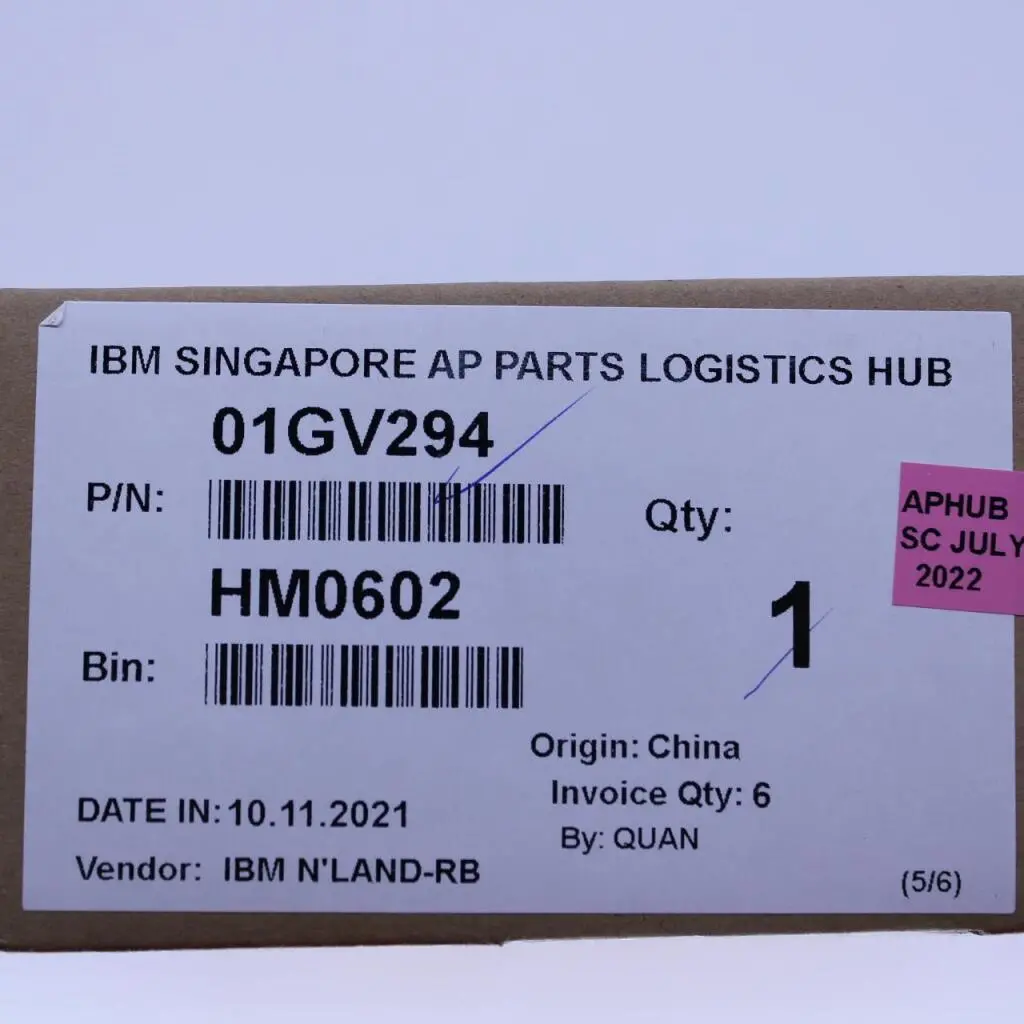 IBM SINGAPORE AP PARTS LOGISTICS HUB
01GV294
P/N:
Qty:
APHUB
SC JULY
2022
HM0602
1
Bin:
Origin: China
Invoice Qty: 6
DATE IN: 10.11.2021
By: QUAN
Vendor: IBM N'LAND-RB
(5/6)